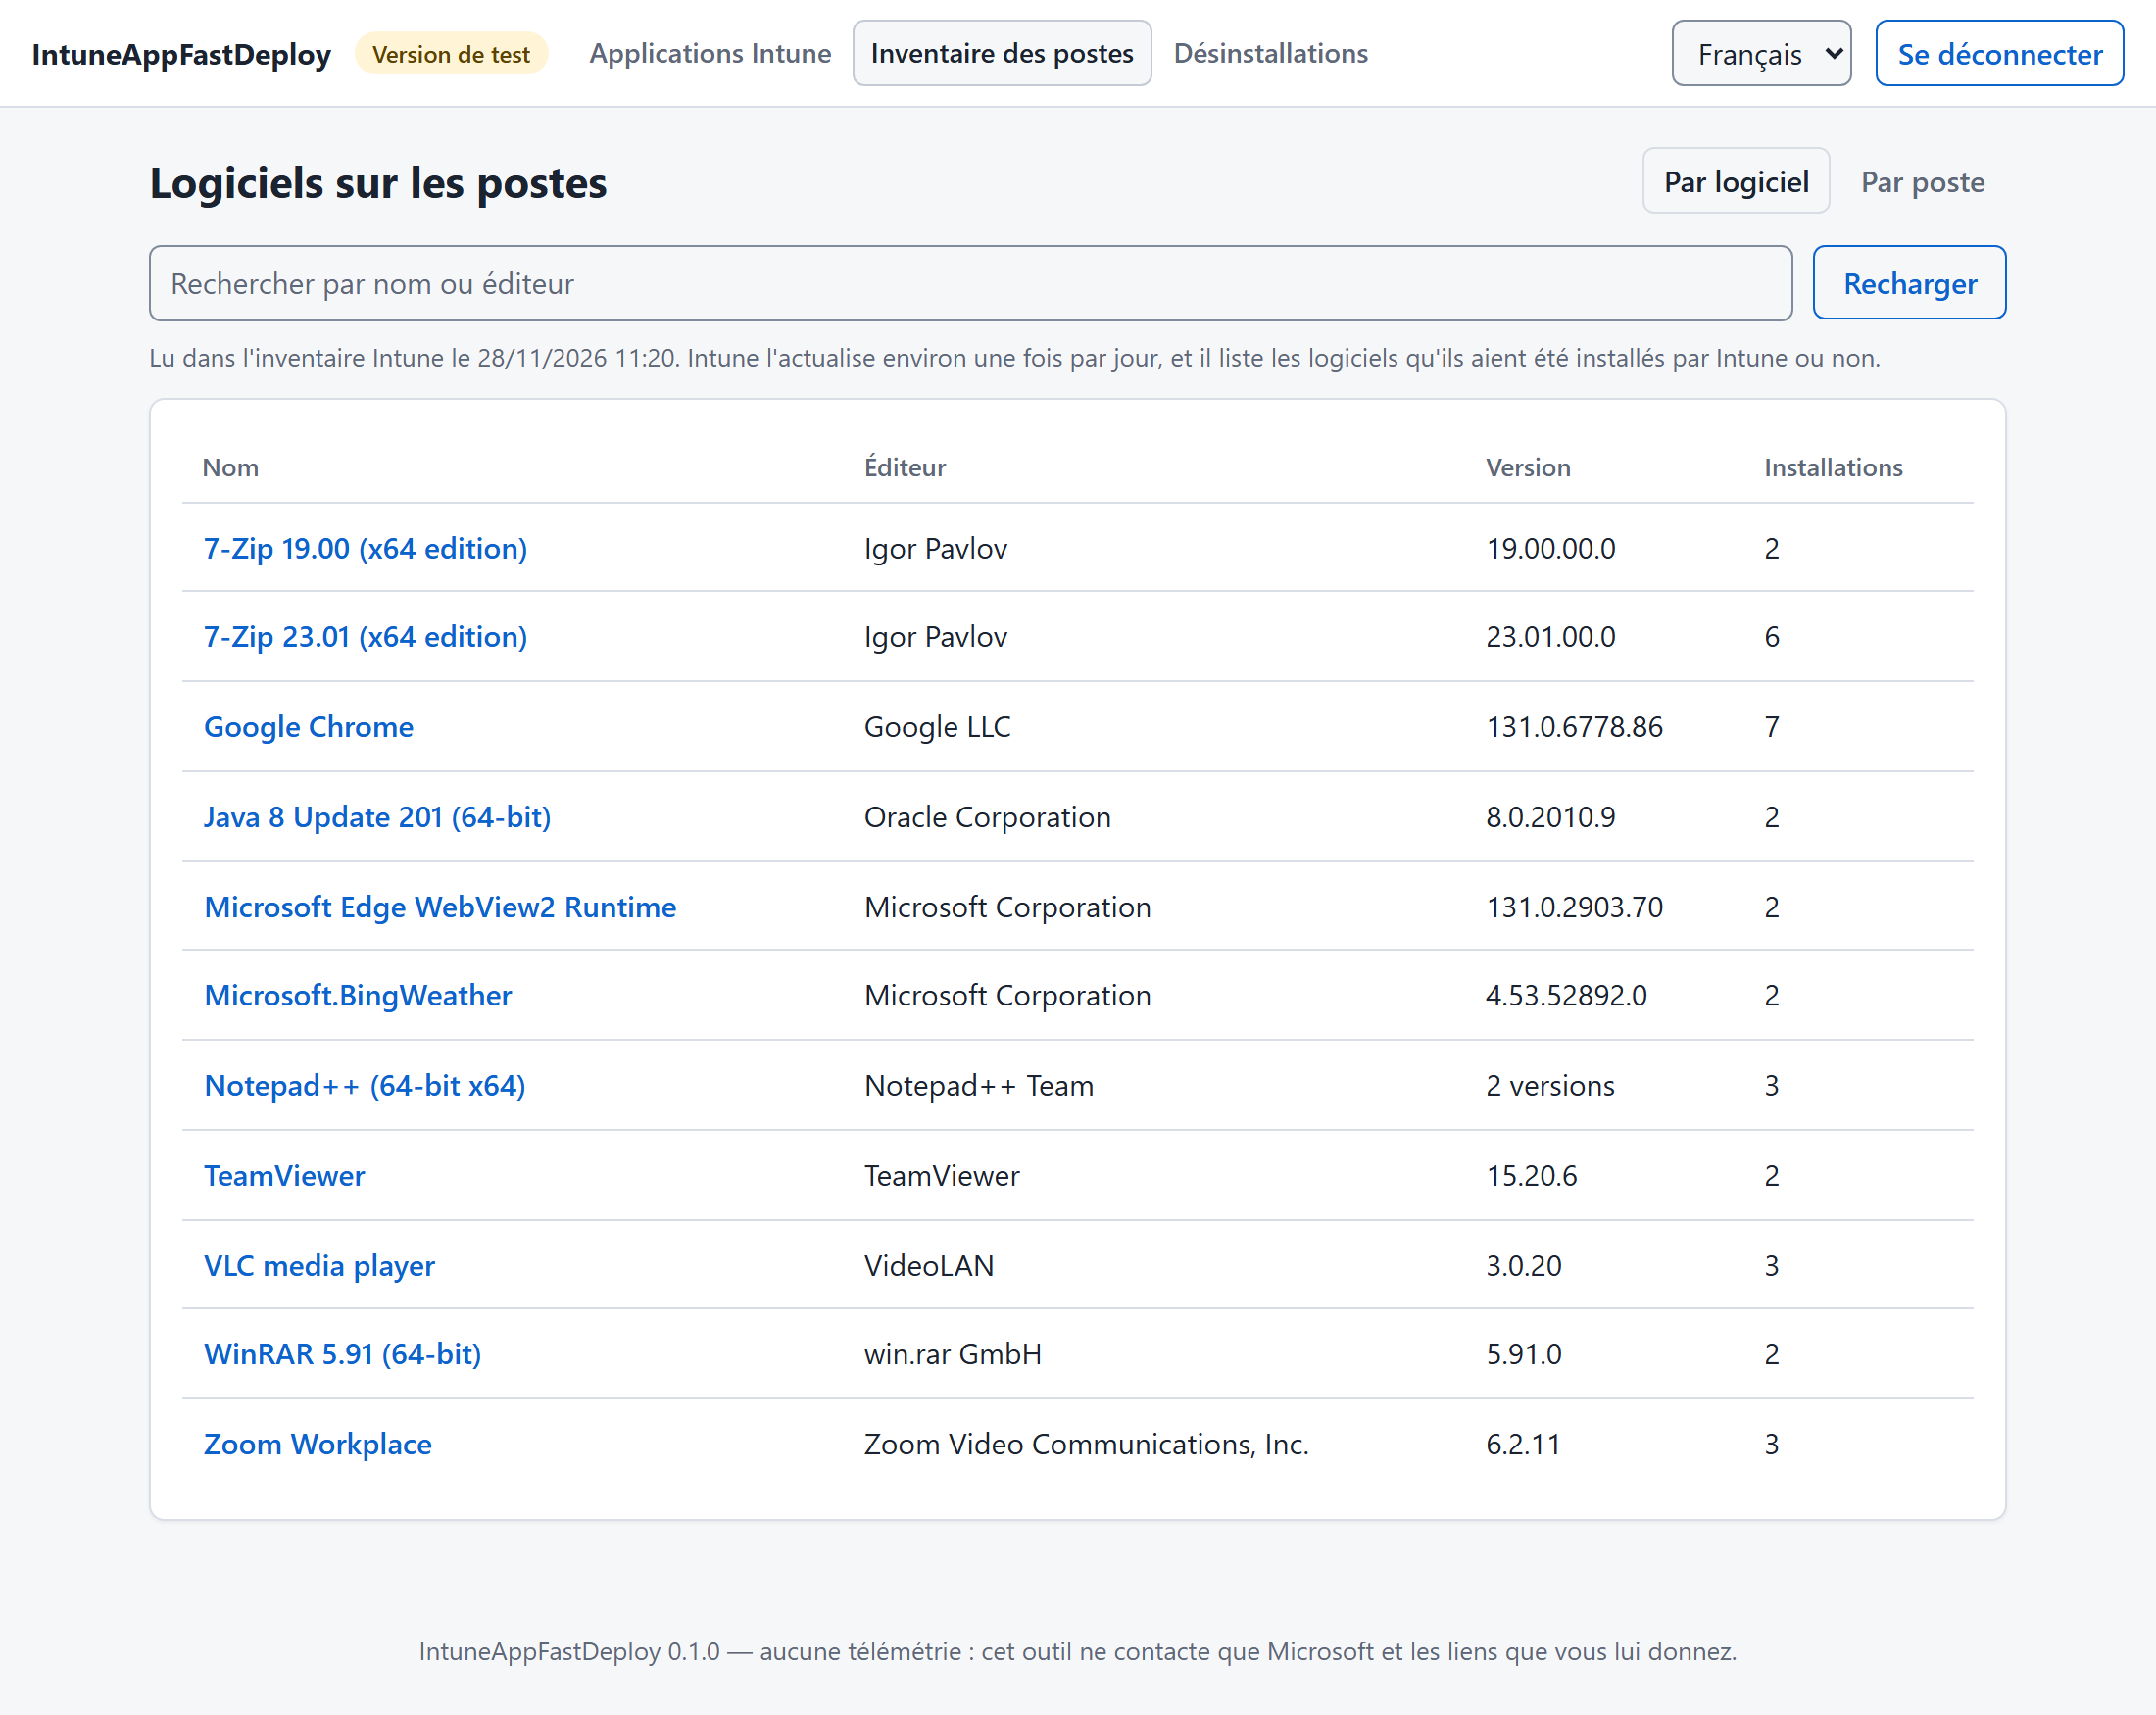 IntuneAppFastDeploy Version de test Applications Intune Inventaire des postes Désinstallations Français Se déconnecter
Logiciels sur les postes Par logiciel Par poste
Rechercher par nom ou éditeur Recharger
Lu dans l'inventaire Intune le 28/11/2026 11:20. Intune l'actualise environ une fois par jour, et il liste les logiciels qu'ils aient été installés par Intune ou non.
Nom Éditeur Version Installations
7-Zip 19.00 (x64 edition) Igor Pavlov 19.00.00.0 2
7-Zip 23.01 (x64 edition) Igor Pavlov 23.01.00.0 6
Google Chrome Google LLC 131.0.6778.86 7
Java 8 Update 201 (64-bit) Oracle Corporation 8.0.2010.9 2
Microsoft Edge WebView2 Runtime Microsoft Corporation 131.0.2903.70 2
Microsoft.BingWeather Microsoft Corporation 4.53.52892.0 2
Notepad++ (64-bit x64) Notepad++ Team 2 versions 3
TeamViewer TeamViewer 15.20.6 2
VLC media player VideoLAN 3.0.20 3
WinRAR 5.91 (64-bit) win.rar GmbH 5.91.0 2
Zoom Workplace Zoom Video Communications, Inc. 6.2.11 3
IntuneAppFastDeploy 0.1.0 — aucune télémétrie : cet outil ne contacte que Microsoft et les liens que vous lui donnez.